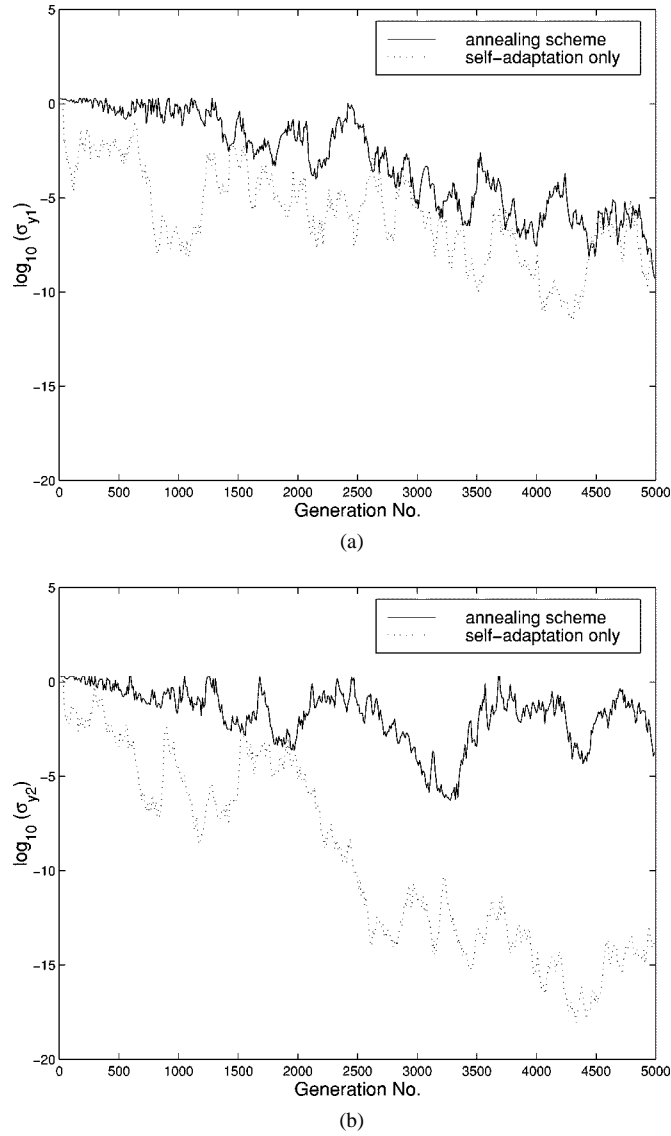 5
0
−5
−10
−15
−20
log10 (σy1)
annealing scheme
self-adaptation only
0 500 1000 1500 2000 2500 3000 3500 4000 4500 5000
Generation No.
(a)
5
0
−5
−10
−15
−20
log10 (σy2)
annealing scheme
self-adaptation only
0 500 1000 1500 2000 2500 3000 3500 4000 4500 5000
Generation No.
(b)